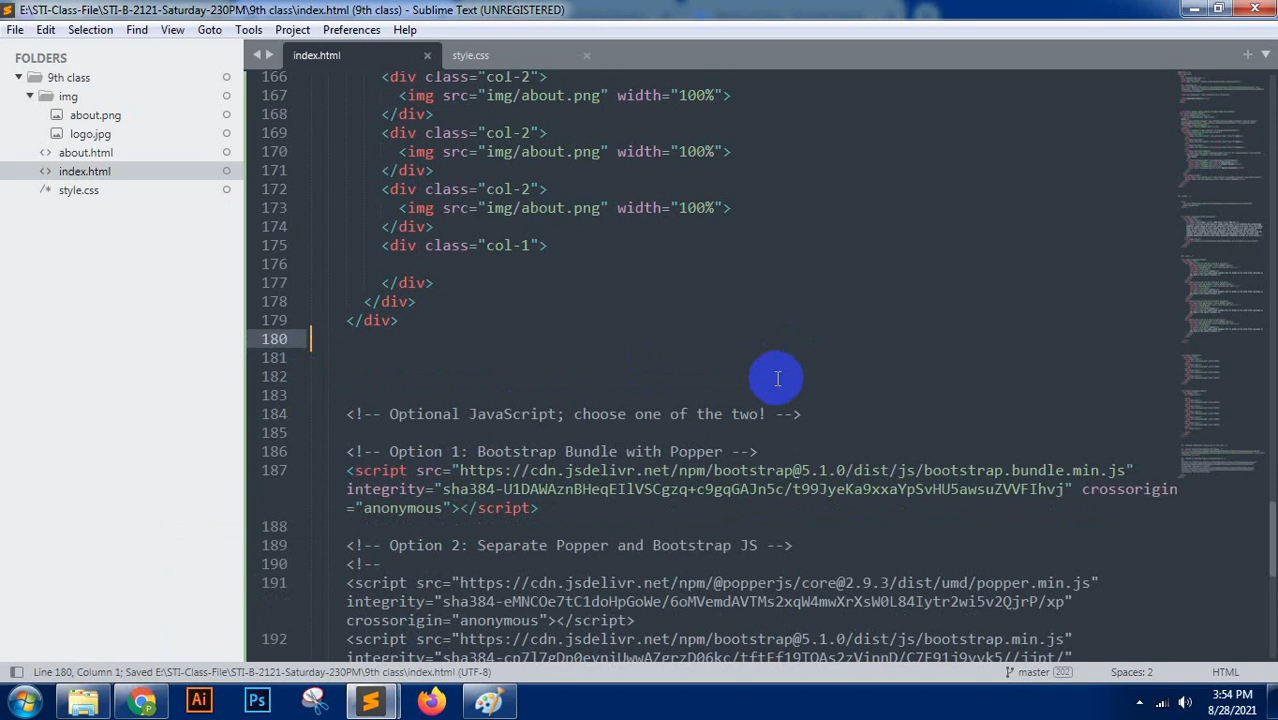 E:\STI-Class-File\STI-B-2121-Saturday-230PM\9th class\index.html (9th class) - Sublime Text (UNREGISTERED)
File Edit Selection Find View Goto Tools Project Preferences Help
FOLDERS
9th class
img
about.png
logo.jpg
about.html
index.html
style.css
index.html
style.css
166 <div class="col-2">
167 <img src="img/about.png" width="100%">
168 </div>
169 <div class="col-2">
170 <img src="img/about.png" width="100%">
171 </div>
172 <div class="col-2">
173 <img src="img/about.png" width="100%">
174 </div>
175 <div class="col-1">
176
177 </div>
178 </div>
179 </div>
180
181
182
183
184 <!-- Optional JavaScript; choose one of the two! -->
185
186 <!-- Option 1: Bootstrap Bundle with Popper -->
187 <script src="https://cdn.jsdelivr.net/npm/bootstrap@5.1.0/dist/js/bootstrap.bundle.min.js"
integrity="sha384-U1DAWAznBHeqEIlVSCgzq+c9gqGAJn5c/t99JyeKa9xxaYpSvHU5awsuZVVFIhvj" crossorigin
="anonymous"></script>
188
189 <!-- Option 2: Separate Popper and Bootstrap JS -->
190 <!--
191 <script src="https://cdn.jsdelivr.net/npm/@popperjs/core@2.9.3/dist/umd/popper.min.js"
integrity="sha384-eMNCOe7tC1doHpGoWe/6oMVemdAVTMs2xqW4mwXrXsW0L84Iytr2wi5v2QjrP/xp"
crossorigin="anonymous"></script>
192 <script src="https://cdn.jsdelivr.net/npm/bootstrap@5.1.0/dist/js/bootstrap.min.js"
Line 180, Column 1; Saved E:\STI-Class-File\STI-B-2121-Saturday-230PM\9th class\index.html (UTF-8)
master 202
Spaces: 2
HTML
Ai
Ps
3:54 PM
8/28/2021